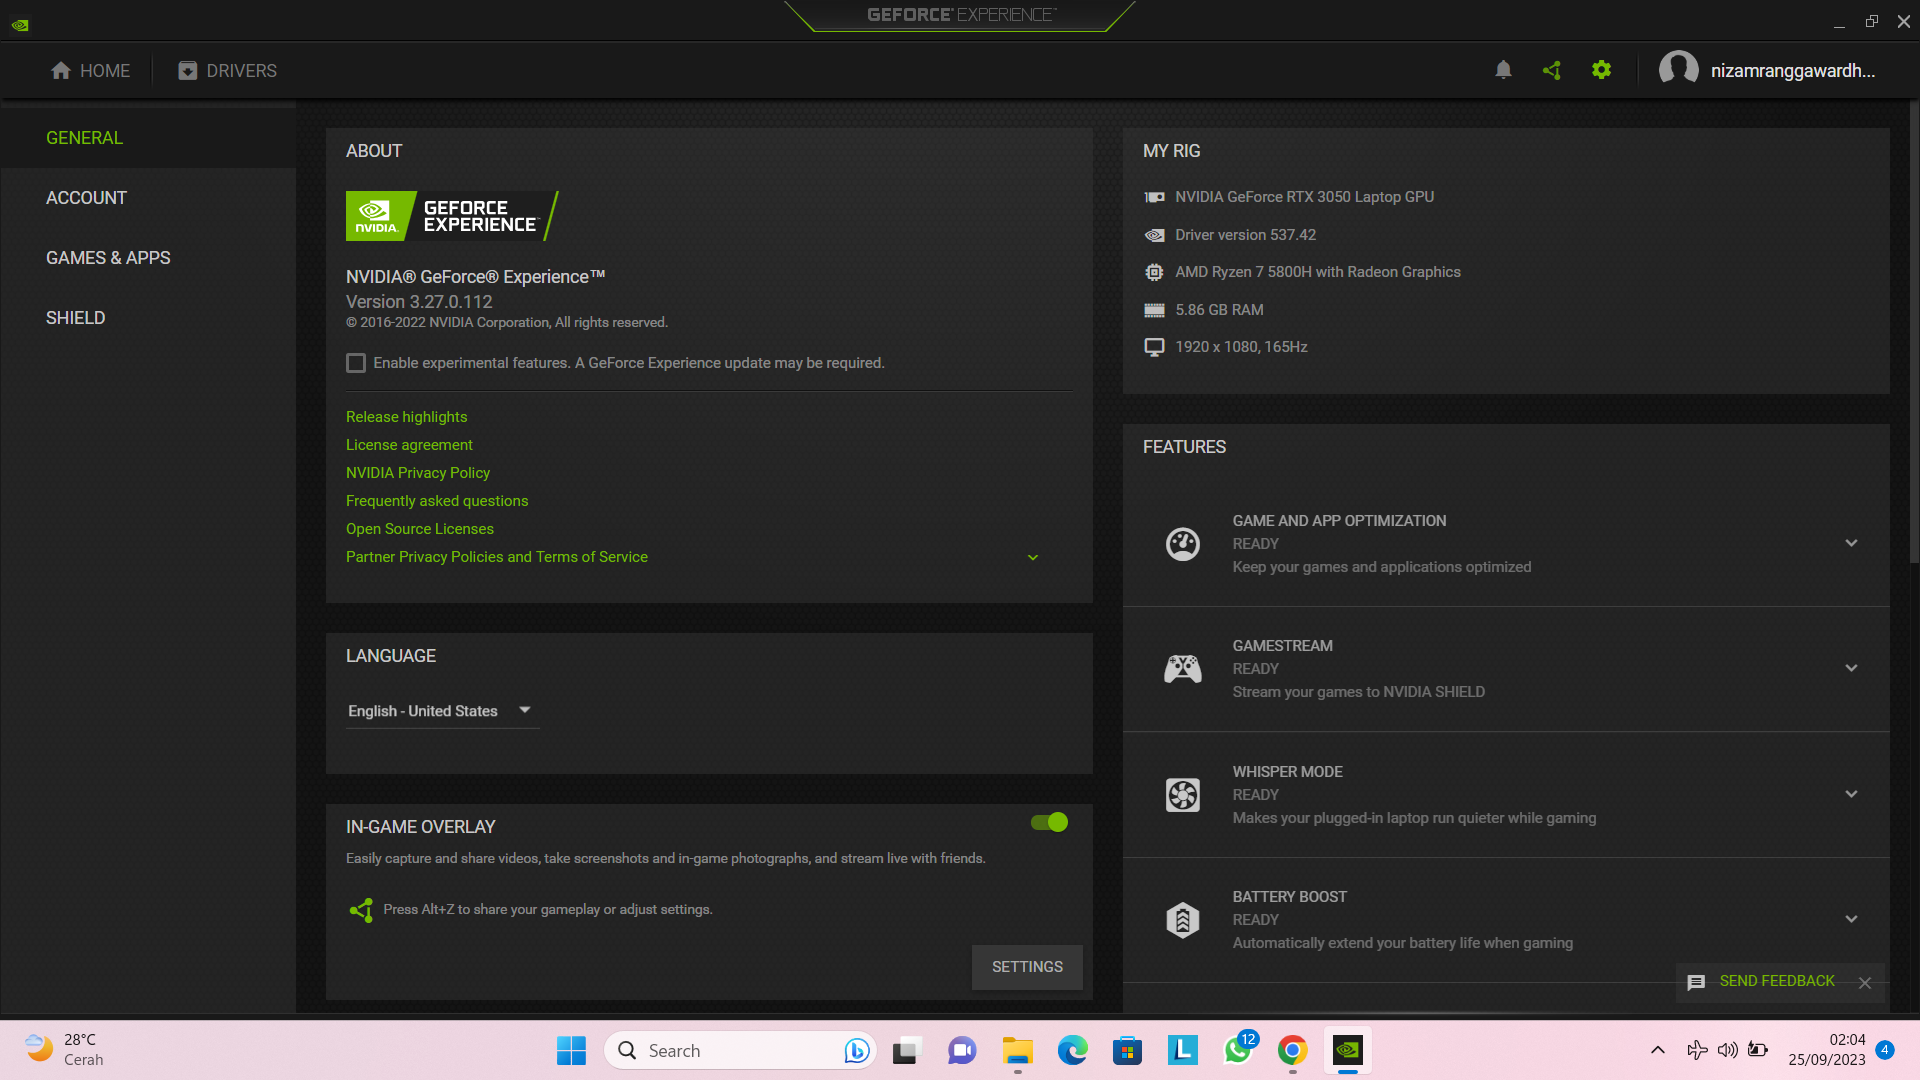 GEFORCE® EXPERIENCE™
HOME
DRIVERS
nizamranggawardh...
GENERAL
ACCOUNT
GAMES & APPS
SHIELD
ABOUT
NVIDIA.
GEFORCE
EXPERIENCE™
NVIDIA® GeForce® Experience™
Version 3.27.0.112
© 2016-2022 NVIDIA Corporation, All rights reserved.
Enable experimental features. A GeForce Experience update may be required.
Release highlights
License agreement
NVIDIA Privacy Policy
Frequently asked questions
Open Source Licenses
Partner Privacy Policies and Terms of Service
LANGUAGE
English - United States
IN-GAME OVERLAY
Easily capture and share videos, take screenshots and in-game photographs, and stream live with friends.
Press Alt+Z to share your gameplay or adjust settings.
SETTINGS
MY RIG
NVIDIA GeForce RTX 3050 Laptop GPU
Driver version 537.42
AMD Ryzen 7 5800H with Radeon Graphics
5.86 GB RAM
1920 x 1080, 165Hz
FEATURES
GAME AND APP OPTIMIZATION
READY
Keep your games and applications optimized
GAMESTREAM
READY
Stream your games to NVIDIA SHIELD
WHISPER MODE
READY
Makes your plugged-in laptop run quieter while gaming
BATTERY BOOST
READY
Automatically extend your battery life when gaming
SEND FEEDBACK
28°C
Cerah
Search
L
12
02:04
25/09/2023
4